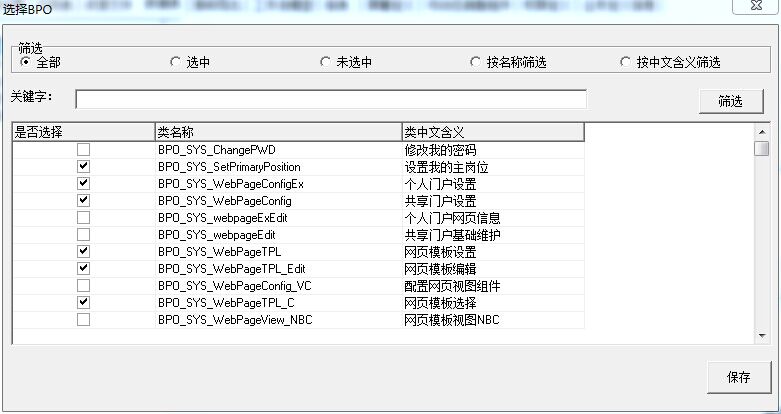 选择BPO
筛选
全部 选中 未选中 按名称筛选 按中文含义筛选
关键字: 筛选
是否选择 类名称 类中文含义
BPO_SYS_ChangePWD 修改我的密码
BPO_SYS_SetPrimaryPosition 设置我的主岗位
BPO_SYS_WebPageConfigEx 个人门户设置
BPO_SYS_WebPageConfig 共享门户设置
BPO_SYS_webpageExEdit 个人门户网页信息
BPO_SYS_webpageEdit 共享门户基础维护
BPO_SYS_WebPageTPL 网页模板设置
BPO_SYS_WebPageTPL_Edit 网页模板编辑
BPO_SYS_WebPageConfig_VC 配置网页视图组件
BPO_SYS_WebPageTPL_C 网页模板选择
BPO_SYS_WebPageView_NBC 网页模板视图NBC
保存